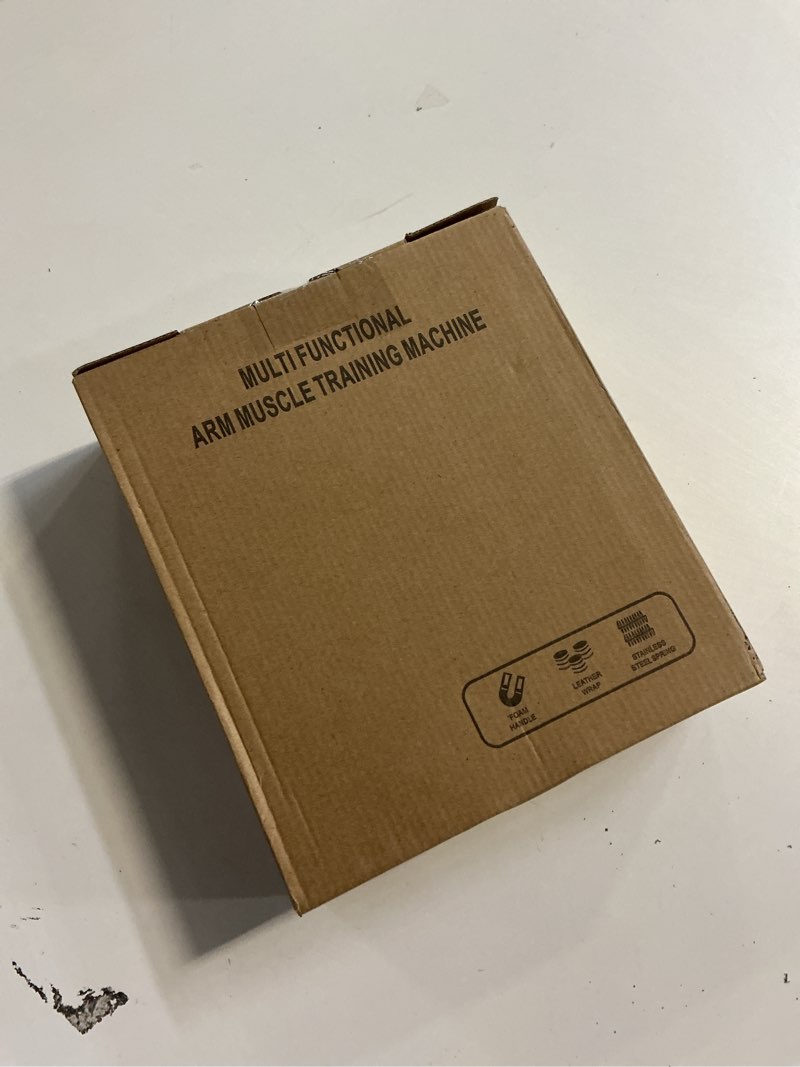 MULTI FUNCTIONAL
ARM MUSCLE TRAINING MACHINE
FOAM
HANDLE
LEATHER
WRAP
STAINLESS
STEEL SPRING